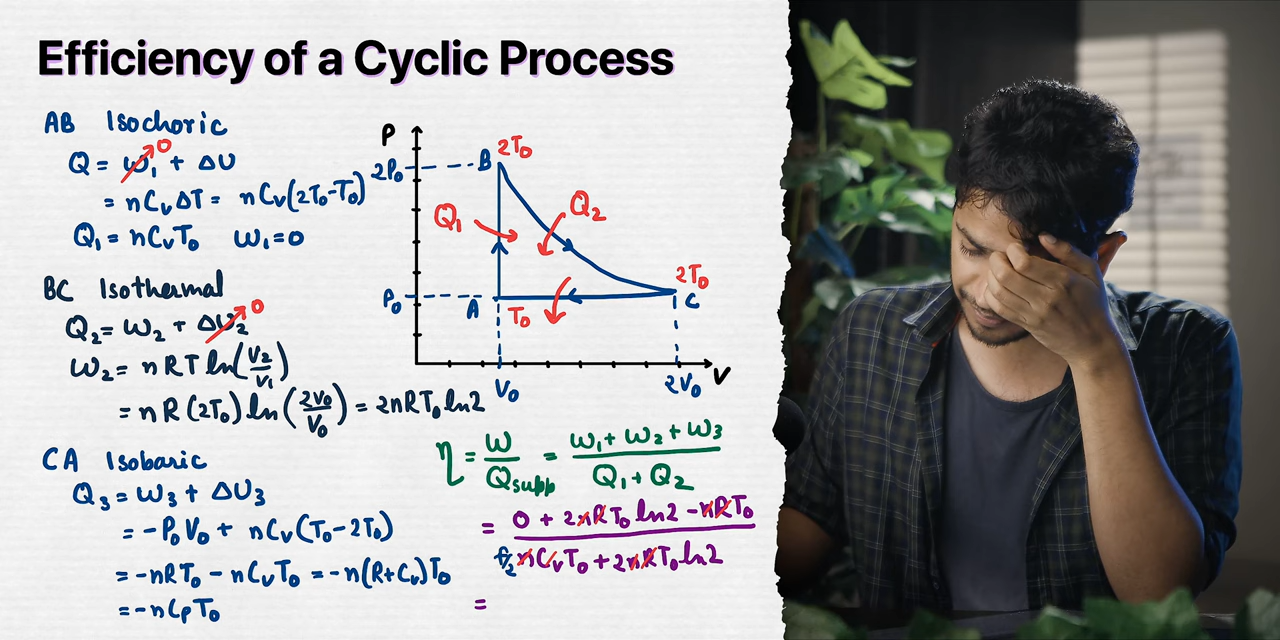 Efficiency of a Cyclic Process
AB Isochoric
Q = W₁ ↗0 + ΔU
= nCvΔT = nCv(2T₀-T₀)
Q₁ = nCvT₀ W₁=0
BC Isothermal
Q₂ = W₂ + ΔU₂ ↗0
W₂ = nRT ln(V₂/V₁)
= nR(2T₀) ln(2V₀/V₀) = 2nRT₀ ln2
CA Isobaric
Q₃ = W₃ + ΔU₃
= -P₀V₀ + nCv(T₀-2T₀)
= -nRT₀ - nCvT₀ = -n(R+Cv)T₀
= -nCpT₀
P
2P₀
B
2T₀
Q₁
Q₂
P₀
A
T₀
2T₀
C
V₀
2V₀
V
η = W/Qsupp = (W₁+W₂+W₃)/(Q₁+Q₂)
= (0 + 2nRT₀ ln2 - nRT₀)/(f/2 nCvT₀ + 2nRT₀ ln2)
=